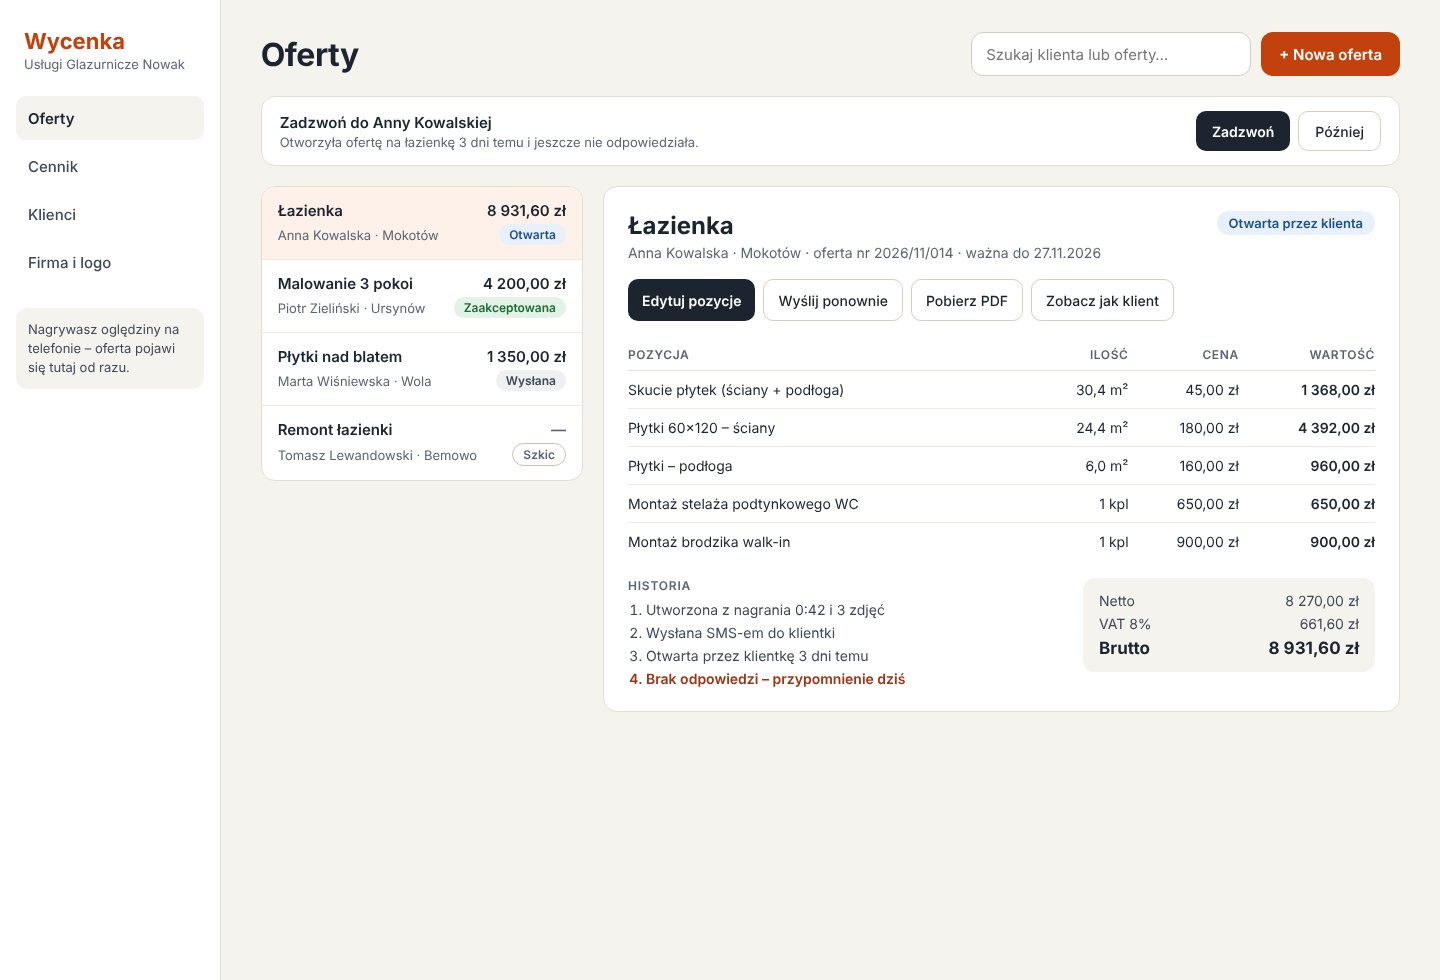 Wycenka
Usługi Glazurnicze Nowak
Oferty
Cennik
Klienci
Firma i logo
Nagrywasz oględziny na
telefonie – oferta pojawi
się tutaj od razu.
Oferty
Szukaj klienta lub oferty...
+ Nowa oferta
Zadzwoń do Anny Kowalskiej
Otworzyła ofertę na łazienkę 3 dni temu i jeszcze nie odpowiedziała.
Zadzwoń
Później
Łazienka 8 931,60 zł
Anna Kowalska · Mokotów Otwarta
Malowanie 3 pokoi 4 200,00 zł
Piotr Zieliński · Ursynów Zaakceptowana
Płytki nad blatem 1 350,00 zł
Marta Wiśniewska · Wola Wysłana
Remont łazienki —
Tomasz Lewandowski · Bemowo Szkic
Łazienka Otwarta przez klienta
Anna Kowalska · Mokotów · oferta nr 2026/11/014 · ważna do 27.11.2026
Edytuj pozycje Wyślij ponownie Pobierz PDF Zobacz jak klient
POZYCJA ILOŚĆ CENA WARTOŚĆ
Skucie płytek (ściany + podłoga) 30,4 m² 45,00 zł 1 368,00 zł
Płytki 60×120 – ściany 24,4 m² 180,00 zł 4 392,00 zł
Płytki – podłoga 6,0 m² 160,00 zł 960,00 zł
Montaż stelaża podtynkowego WC 1 kpl 650,00 zł 650,00 zł
Montaż brodzika walk-in 1 kpl 900,00 zł 900,00 zł
HISTORIA
1. Utworzona z nagrania 0:42 i 3 zdjęć
2. Wysłana SMS-em do klientki
3. Otwarta przez klientkę 3 dni temu
4. Brak odpowiedzi – przypomnienie dziś
Netto 8 270,00 zł
VAT 8% 661,60 zł
Brutto 8 931,60 zł